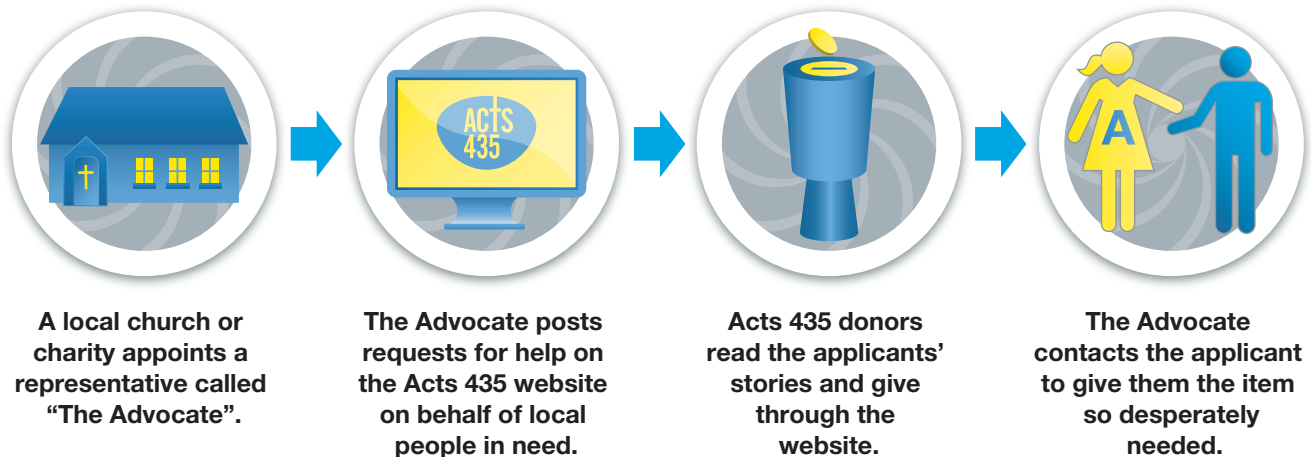 ACTS
435
A
A local church or
charity appoints a
representative called
“The Advocate”.
The Advocate posts
requests for help on
the Acts 435 website
on behalf of local
people in need.
Acts 435 donors
read the applicants’
stories and give
through the
website.
The Advocate
contacts the applicant
to give them the item
so desperately
needed.